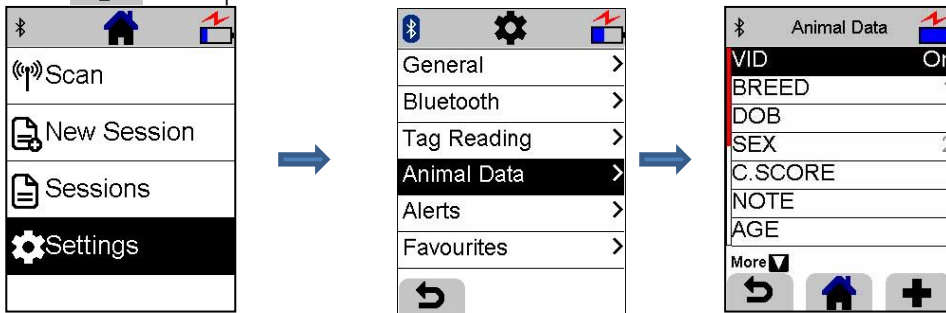 Scan
New Session
Sessions
Settings
General
Bluetooth
Tag Reading
Animal Data
Alerts
Favourites
Animal Data
VID
BREED
DOB
SEX
C.SCORE
NOTE
AGE
More